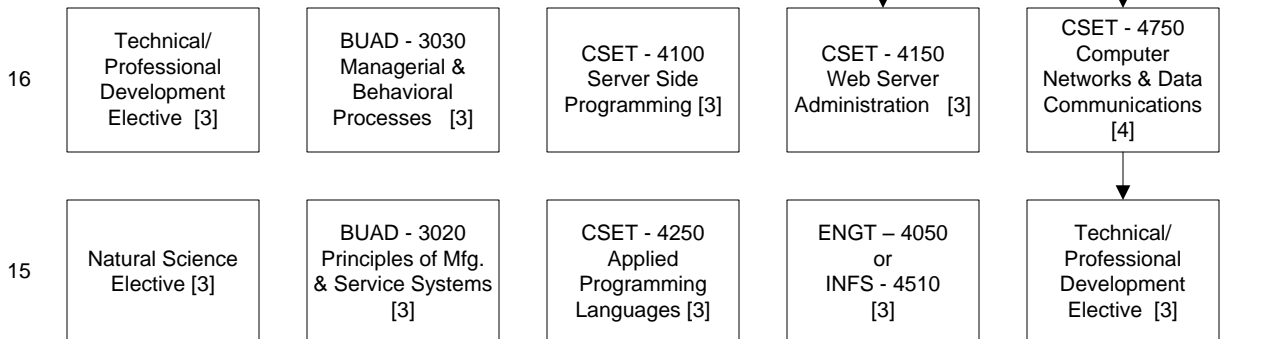 16
Technical/
Professional
Development
Elective [3]
BUAD - 3030
Managerial &
Behavioral
Processes [3]
CSET - 4100
Server Side
Programming [3]
CSET - 4150
Web Server
Administration [3]
CSET - 4750
Computer
Networks & Data
Communications
[4]
15
Natural Science
Elective [3]
BUAD - 3020
Principles of Mfg.
& Service Systems
[3]
CSET - 4250
Applied
Programming
Languages [3]
ENGT – 4050
or
INFS - 4510
[3]
Technical/
Professional
Development
Elective [3]